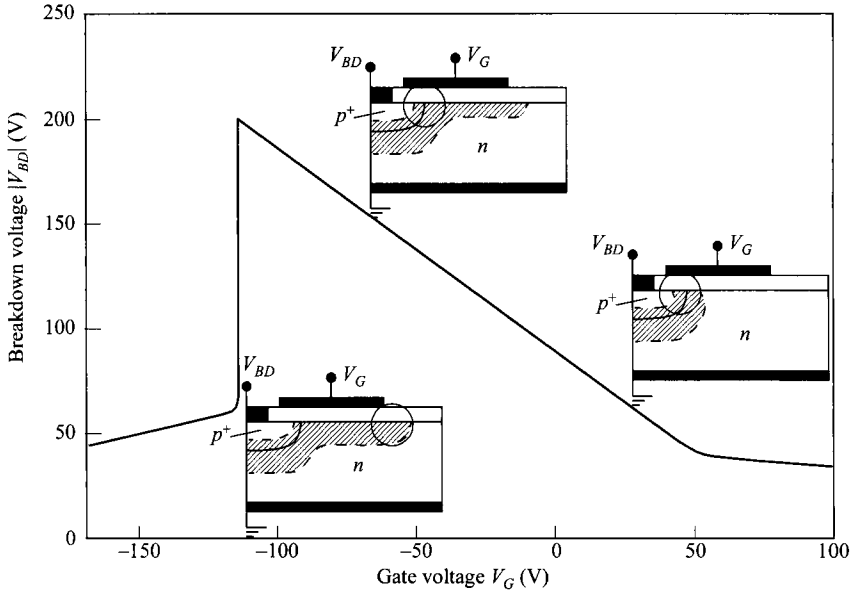 250
200
150
100
50
0
Breakdown voltage |V_BD| (V)
V_BD V_G
p+
n
V_BD V_G
p+
n
V_BD V_G
p+
n
−150 −100 −50 0 50 100
Gate voltage V_G (V)